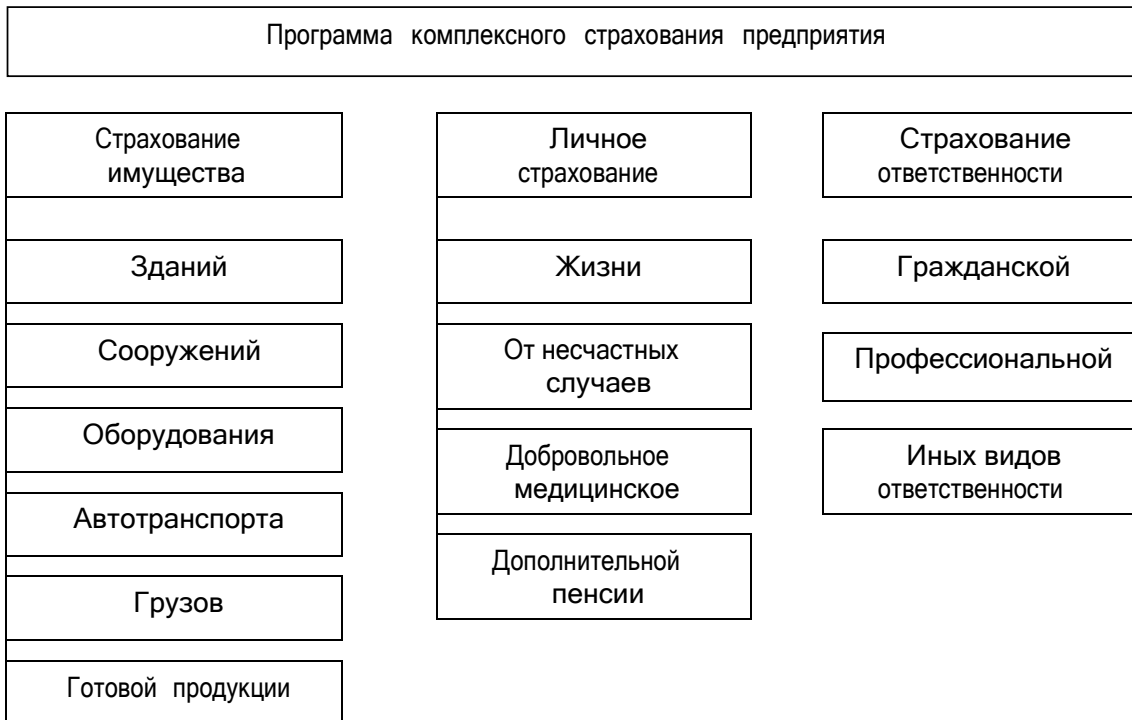 Программа комплексного страхования предприятия
Страхование
имущества
Зданий
Сооружений
Оборудования
Автотранспорта
Грузов
Готовой продукции
Личное
страхование
Жизни
От несчастных
случаев
Добровольное
медицинское
Дополнительной
пенсии
Страхование
ответственности
Гражданской
Профессиональной
Иных видов
ответственности